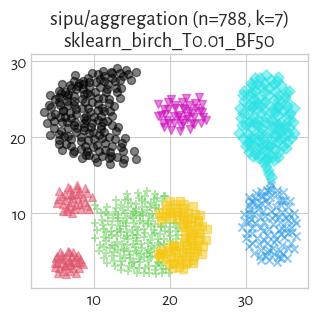 sipu/aggregation (n=788, k=7)
sklearn_birch_T0.01_BF50
30
20
10
10 20 30